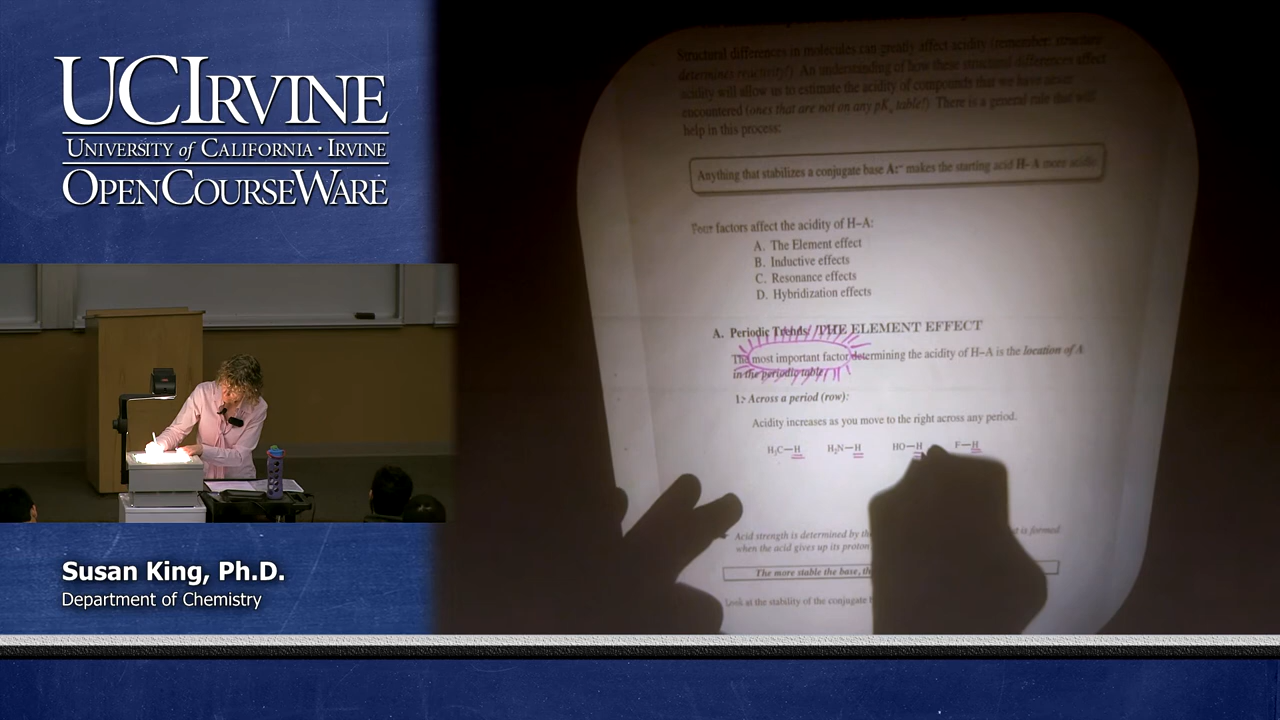 UCIRVINE
UNIVERSITY of CALIFORNIA · IRVINE
OPENCOURSEWARE
Susan King, Ph.D.
Department of Chemistry
Structural differences in molecules can greatly affect acidity (remember: structure
determines reactivity!). An understanding of how these structural differences affect
acidity will allow us to estimate the acidity of compounds that we have never
encountered (ones that are not on any pKa table!). There is a general rule that will
help in this process:
Anything that stabilizes a conjugate base A:⁻ makes the starting acid H–A more acidic
Four factors affect the acidity of H–A:
A. The Element effect
B. Inductive effects
C. Resonance effects
D. Hybridization effects
A. Periodic Trends/ THE ELEMENT EFFECT
The most important factor determining the acidity of H–A is the location of A
in the periodic table
1: Across a period (row):
Acidity increases as you move to the right across any period.
H₃C—H H₂N—H HO—H F—H
Acid strength is determined by th is formed
when the acid gives up its proton
The more stable the base, th
Look at the stability of the conjugate b